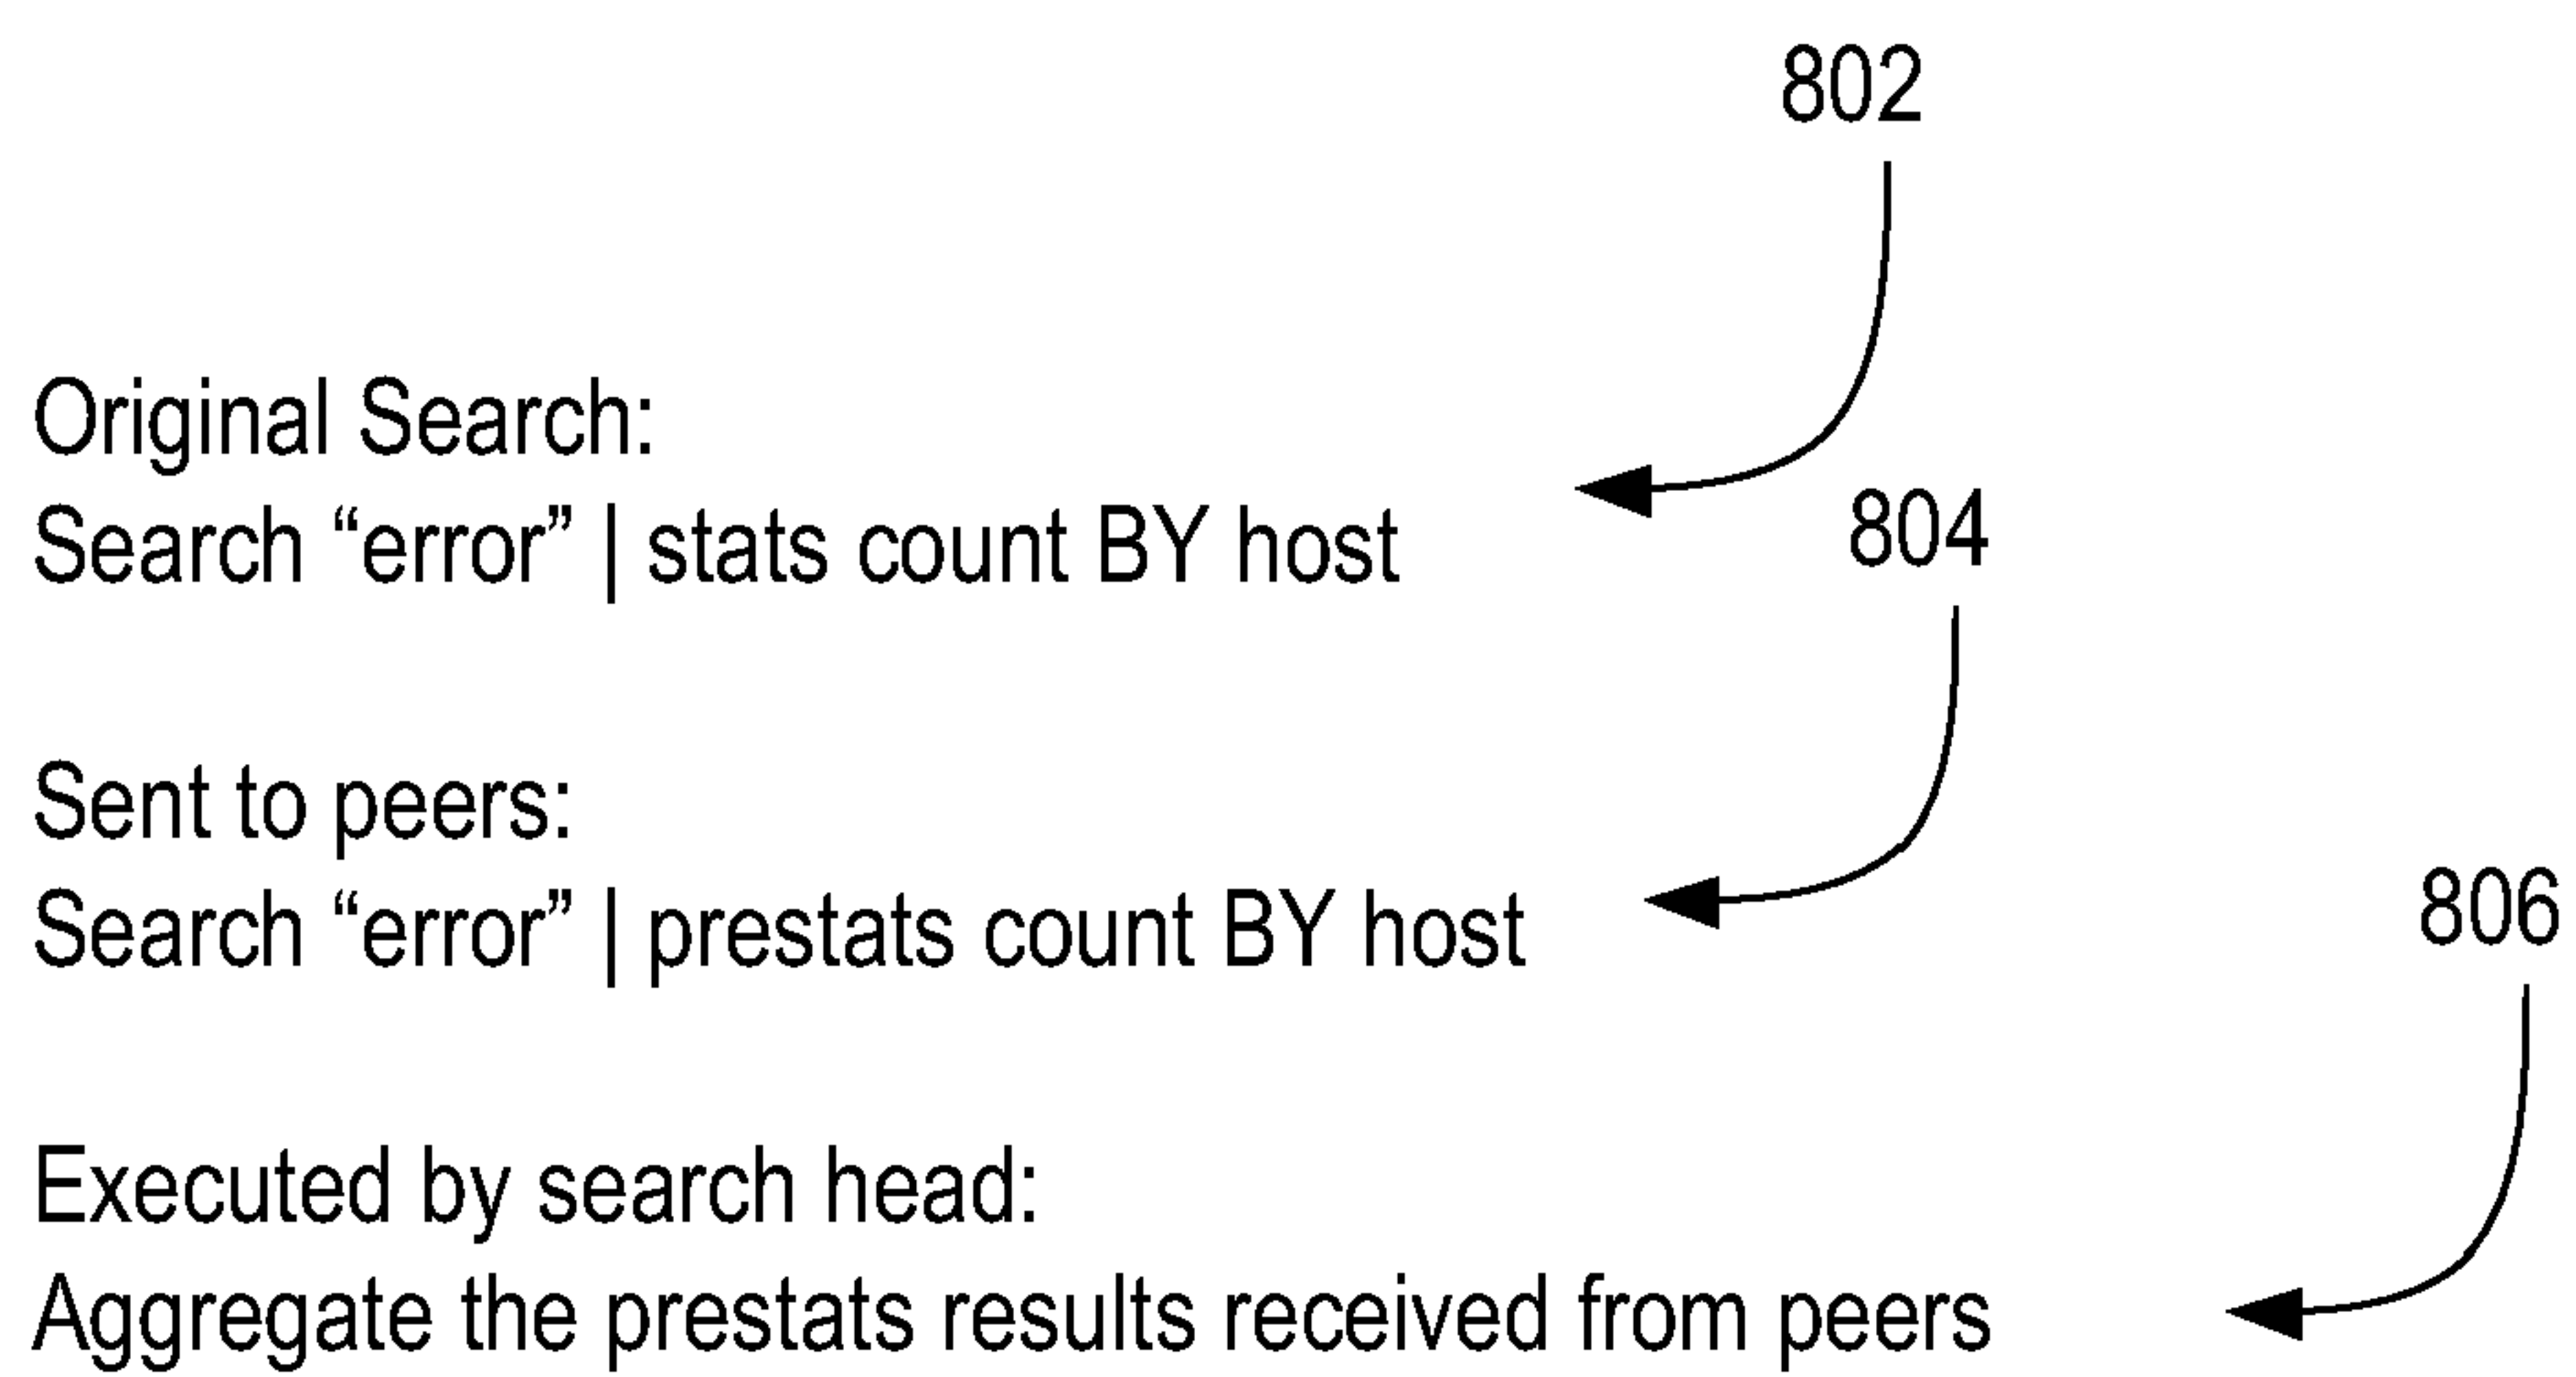 802
Original Search:
Search “error” | stats count BY host
804
Sent to peers:
Search “error” | prestats count BY host
806
Executed by search head:
Aggregate the prestats results received from peers